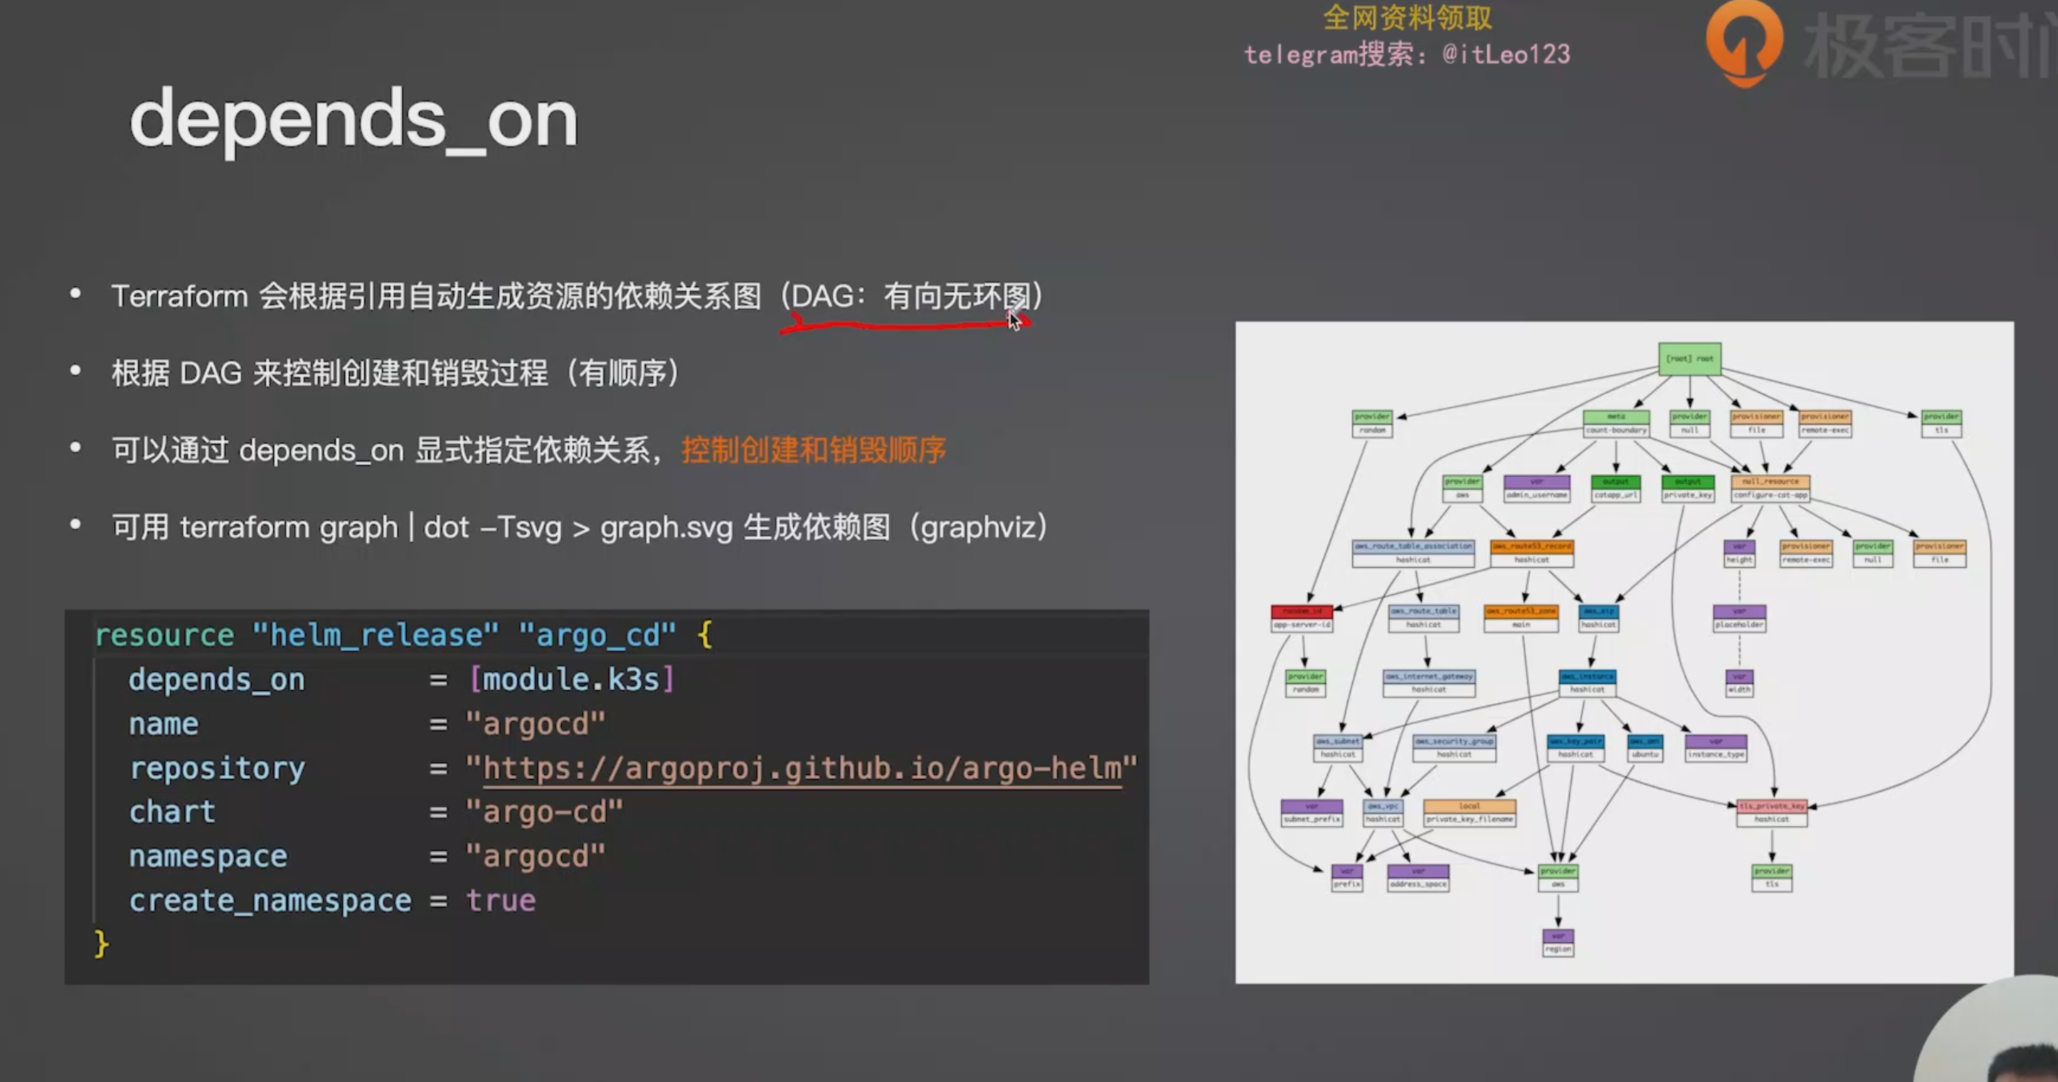 全网资料领取
telegram搜索：@itLeo123
极客时间
depends_on
• Terraform 会根据引用自动生成资源的依赖关系图（DAG：有向无环图）
• 根据 DAG 来控制创建和销毁过程（有顺序）
• 可以通过 depends_on 显式指定依赖关系，控制创建和销毁顺序
• 可用 terraform graph | dot –Tsvg > graph.svg 生成依赖图（graphviz）
resource "helm_release" "argo_cd" {
depends_on = [module.k3s]
name = "argocd"
repository = "https://argoproj.github.io/argo-helm"
chart = "argo-cd"
namespace = "argocd"
create_namespace = true
}
[root] root
provider
random
meta
count-boundary
provider
null
provisioner
file
provisioner
remote-exec
provider
tls
provider
aws
var
admin_username
output
catapp_url
output
private_key
null_resource
configure-cat-app
aws_route_table_association
hashicat
aws_route53_record
hashicat
var
height
provisioner
remote-exec
provider
null
provisioner
file
random_id
app-server-id
aws_route_table
hashicat
aws_route53_zone
main
aws_eip
hashicat
var
placeholder
provider
random
aws_internet_gateway
hashicat
aws_instance
hashicat
var
width
aws_subnet
hashicat
aws_security_group
hashicat
aws_key_pair
hashicat
aws_ami
ubuntu
var
instance_type
var
subnet_prefix
aws_vpc
hashicat
local
private_key_filename
tls_private_key
hashicat
var
prefix
var
address_space
provider
aws
provider
tls
var
region